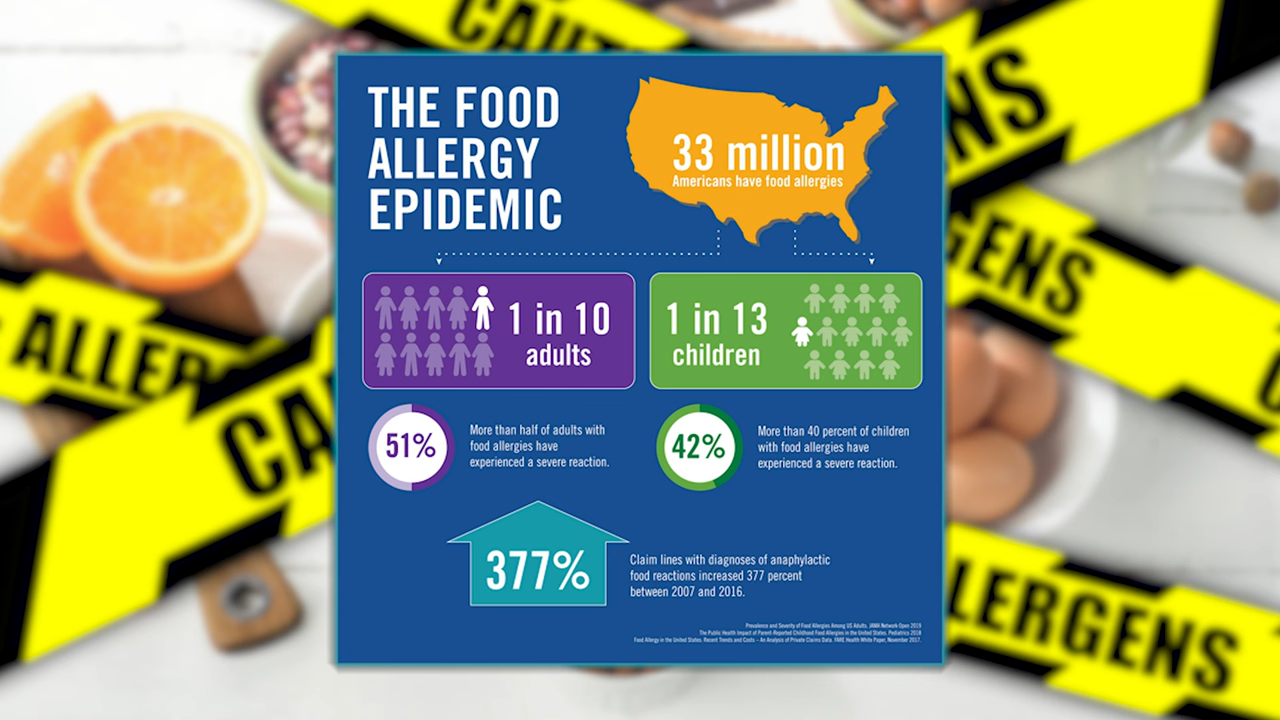 CAUT
NS
GENS
ALLER
CA
LERGENS
THE FOOD
ALLERGY
EPIDEMIC
33 million
Americans have food allergies
1 in 10
adults
1 in 13
children
51%
More than half of adults with
food allergies have
experienced a severe reaction.
42%
More than 40 percent of children
with food allergies have
experienced a severe reaction.
377%
Claim lines with diagnoses of anaphylactic
food reactions increased 377 percent
between 2007 and 2016.
Prevalence and Severity of Food Allergies Among US Adults. JAMA Network Open 2019
The Public Health Impact of Parent-Reported Childhood Food Allergies in the United States. Pediatrics 2018
Food Allergy in the United States: Recent Trends and Costs – An Analysis of Private Claims Data. FARE Health White Paper, November 2017.